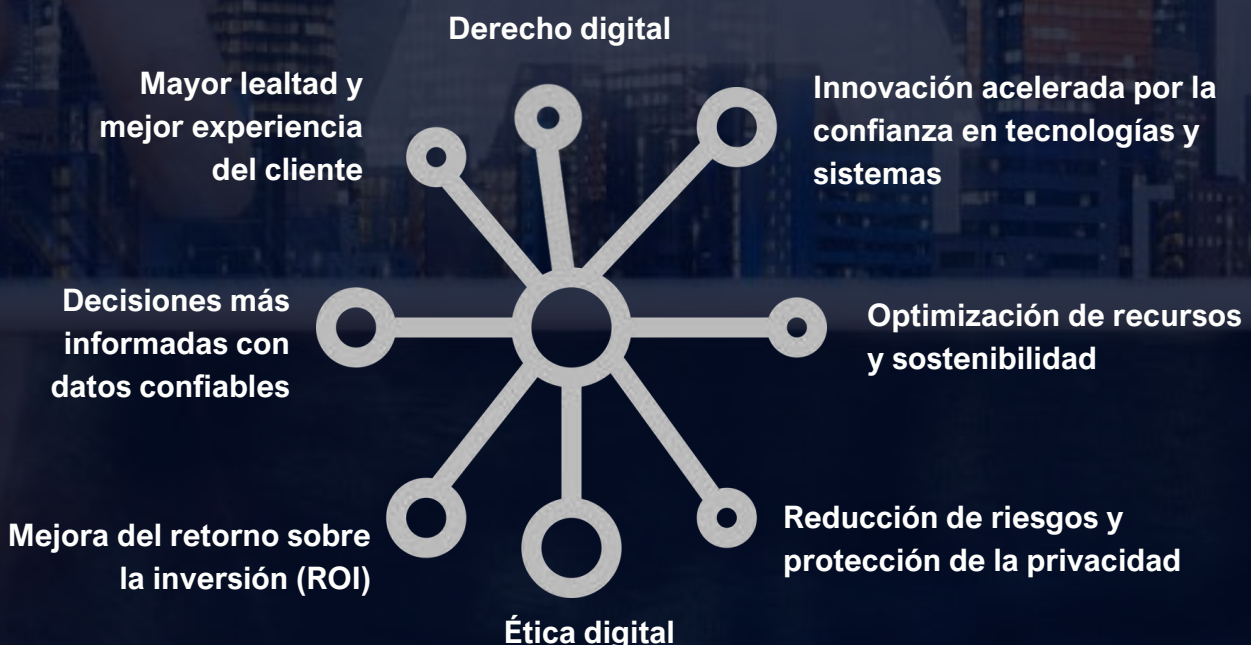 Derecho digital
Mayor lealtad y
mejor experiencia
del cliente
Innovación acelerada por la
confianza en tecnologías y
sistemas
Decisiones más
informadas con
datos confiables
Optimización de recursos
y sostenibilidad
Mejora del retorno sobre
la inversión (ROI)
Reducción de riesgos y
protección de la privacidad
Ética digital